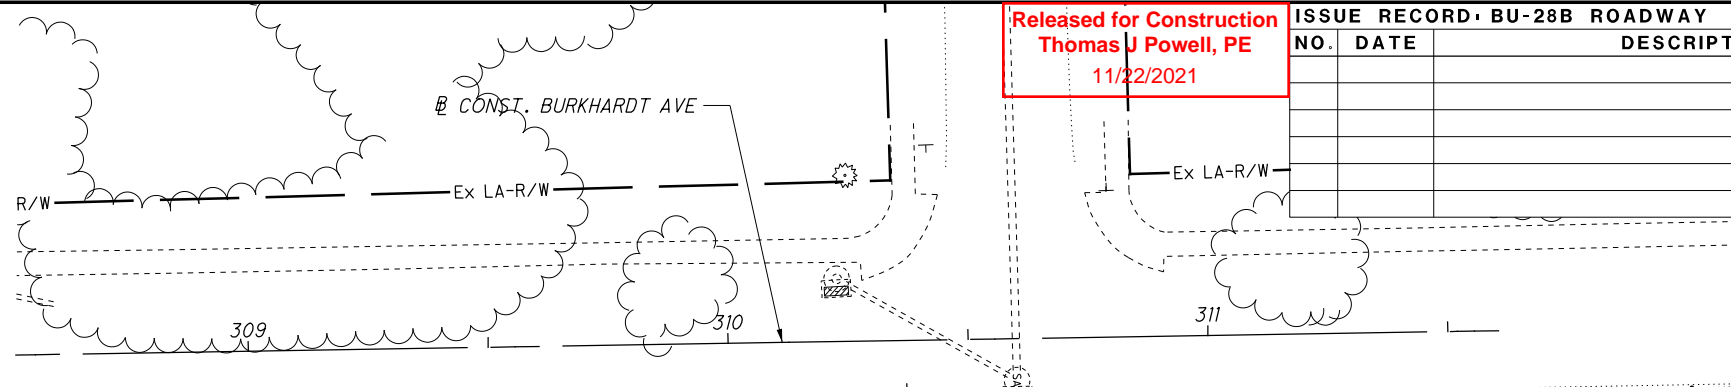 Released for Construction
Thomas J Powell, PE
11/22/2021
ISSUE RECORD: BU-28B ROADWAY
NO. DATE DESCRIPT
℄ CONST. BURKHARDT AVE
R/W
Ex LA-R/W
Ex LA-R/W
309
310
311
SA